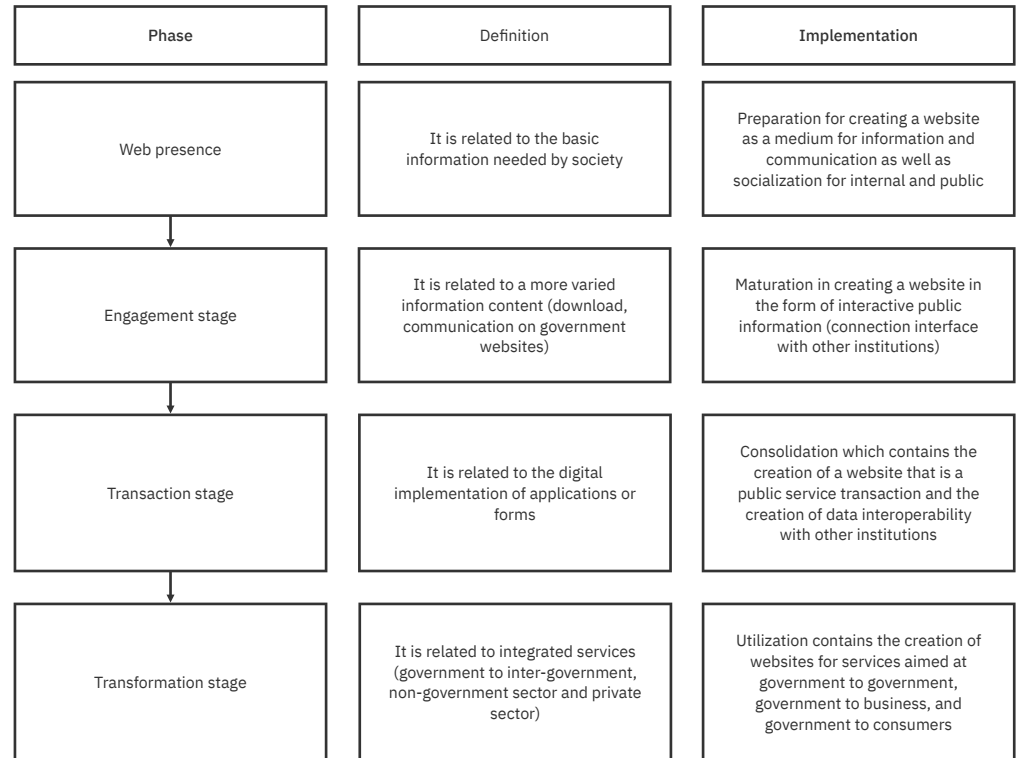 Phase
Definition
Implementation
Web presence
It is related to the basic
information needed by society
Preparation for creating a website
as a medium for information and
communication as well as
socialization for internal and public
Engagement stage
It is related to a more varied
information content (download,
communication on government
websites)
Maturation in creating a website in
the form of interactive public
information (connection interface
with other institutions)
Transaction stage
It is related to the digital
implementation of applications or
forms
Consolidation which contains the
creation of a website that is a
public service transaction and the
creation of data interoperability
with other institutions
Transformation stage
It is related to integrated services
(government to inter-government,
non-government sector and private
sector)
Utilization contains the creation of
websites for services aimed at
government to government,
government to business, and
government to consumers